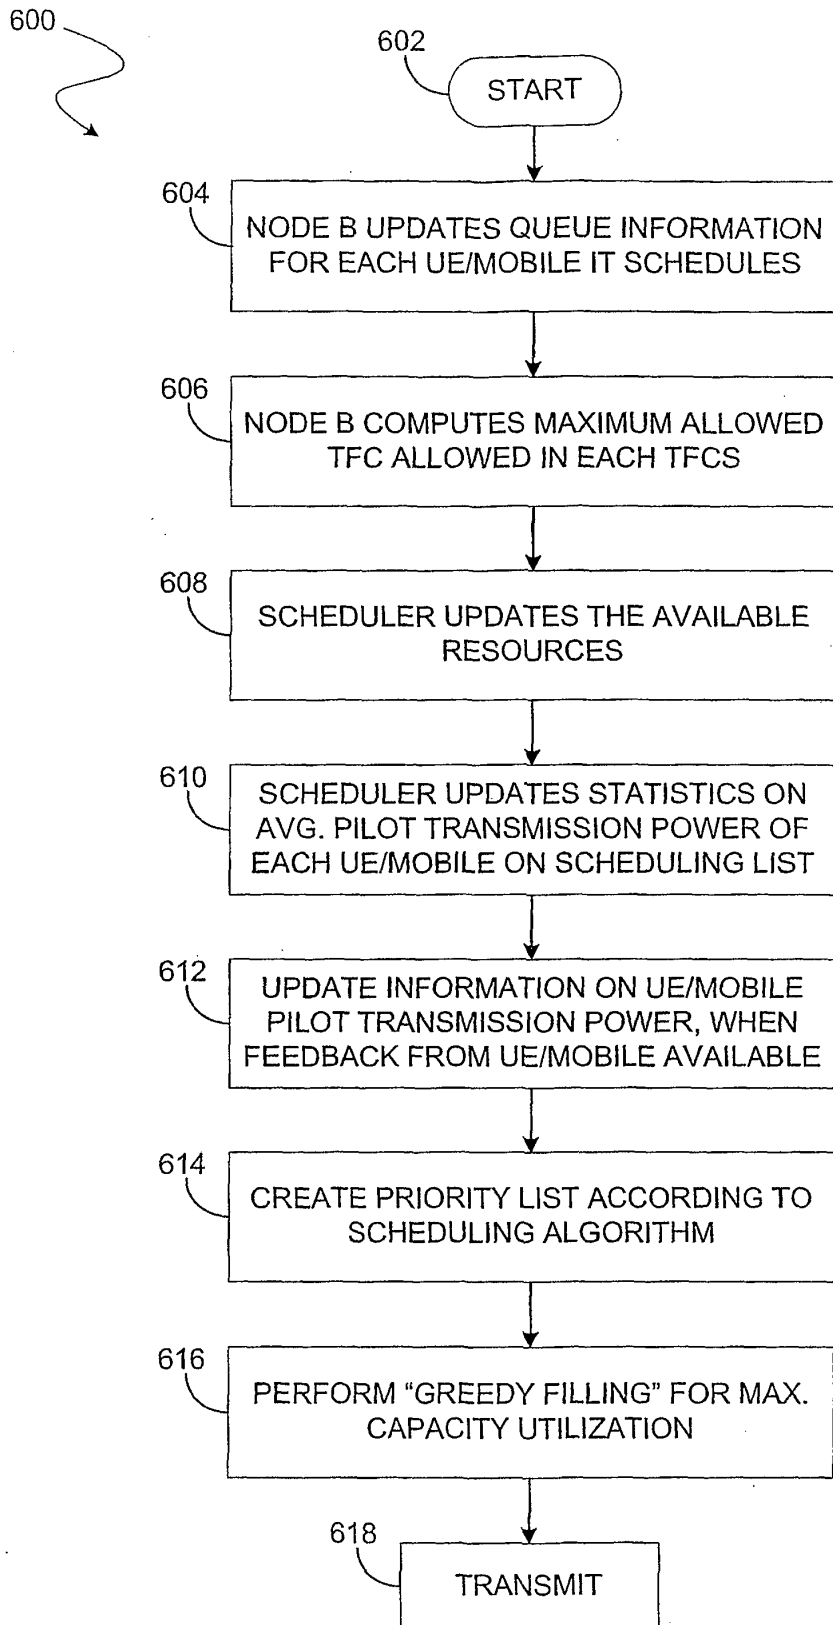 600
602
START
604
NODE B UPDATES QUEUE INFORMATION
FOR EACH UE/MOBILE IT SCHEDULES
606
NODE B COMPUTES MAXIMUM ALLOWED
TFC ALLOWED IN EACH TFCS
608
SCHEDULER UPDATES THE AVAILABLE
RESOURCES
610
SCHEDULER UPDATES STATISTICS ON
AVG. PILOT TRANSMISSION POWER OF
EACH UE/MOBILE ON SCHEDULING LIST
612
UPDATE INFORMATION ON UE/MOBILE
PILOT TRANSMISSION POWER, WHEN
FEEDBACK FROM UE/MOBILE AVAILABLE
614
CREATE PRIORITY LIST ACCORDING TO
SCHEDULING ALGORITHM
616
PERFORM “GREEDY FILLING” FOR MAX.
CAPACITY UTILIZATION
618
TRANSMIT